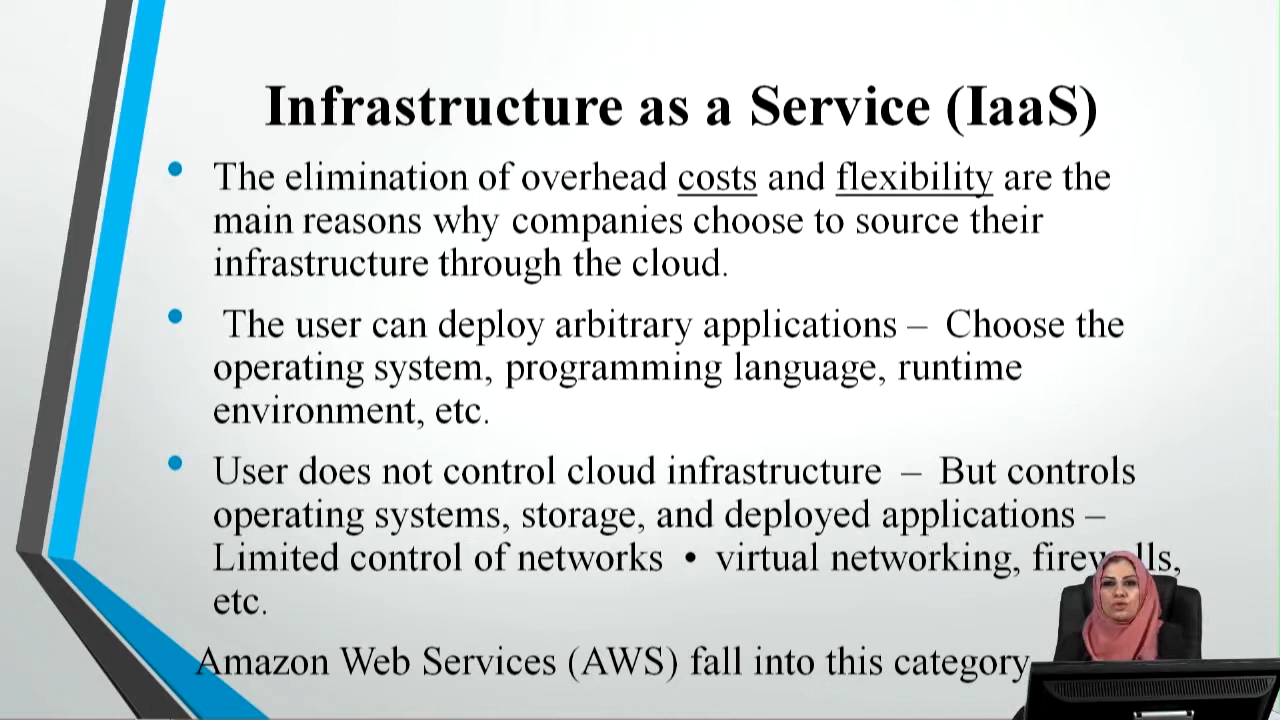 Infrastructure as a Service (IaaS)
• The elimination of overhead costs and flexibility are the
main reasons why companies choose to source their
infrastructure through the cloud.
• The user can deploy arbitrary applications – Choose the
operating system, programming language, runtime
environment, etc.
• User does not control cloud infrastructure – But controls
operating systems, storage, and deployed applications –
Limited control of networks • virtual networking, firewalls,
etc.
Amazon Web Services (AWS) fall into this category